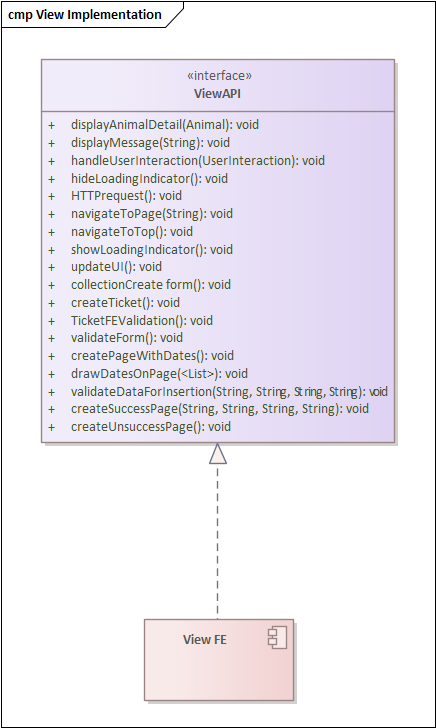 cmp View Implementation
«interface»
ViewAPI
+ displayAnimalDetail(Animal): void
+ displayMessage(String): void
+ handleUserInteraction(UserInteraction): void
+ hideLoadingIndicator(): void
+ HTTPrequest(): void
+ navigateToPage(String): void
+ navigateToTop(): void
+ showLoadingIndicator(): void
+ updateUI(): void
+ collectionCreate form(): void
+ createTicket(): void
+ TicketFEValidation(): void
+ validateForm(): void
+ createPageWithDates(): void
+ drawDatesOnPage(<List>): void
+ validateDataForInsertion(String, String, String, String): void
+ createSuccessPage(String, String, String, String): void
+ createUnsuccessPage(): void
View FE